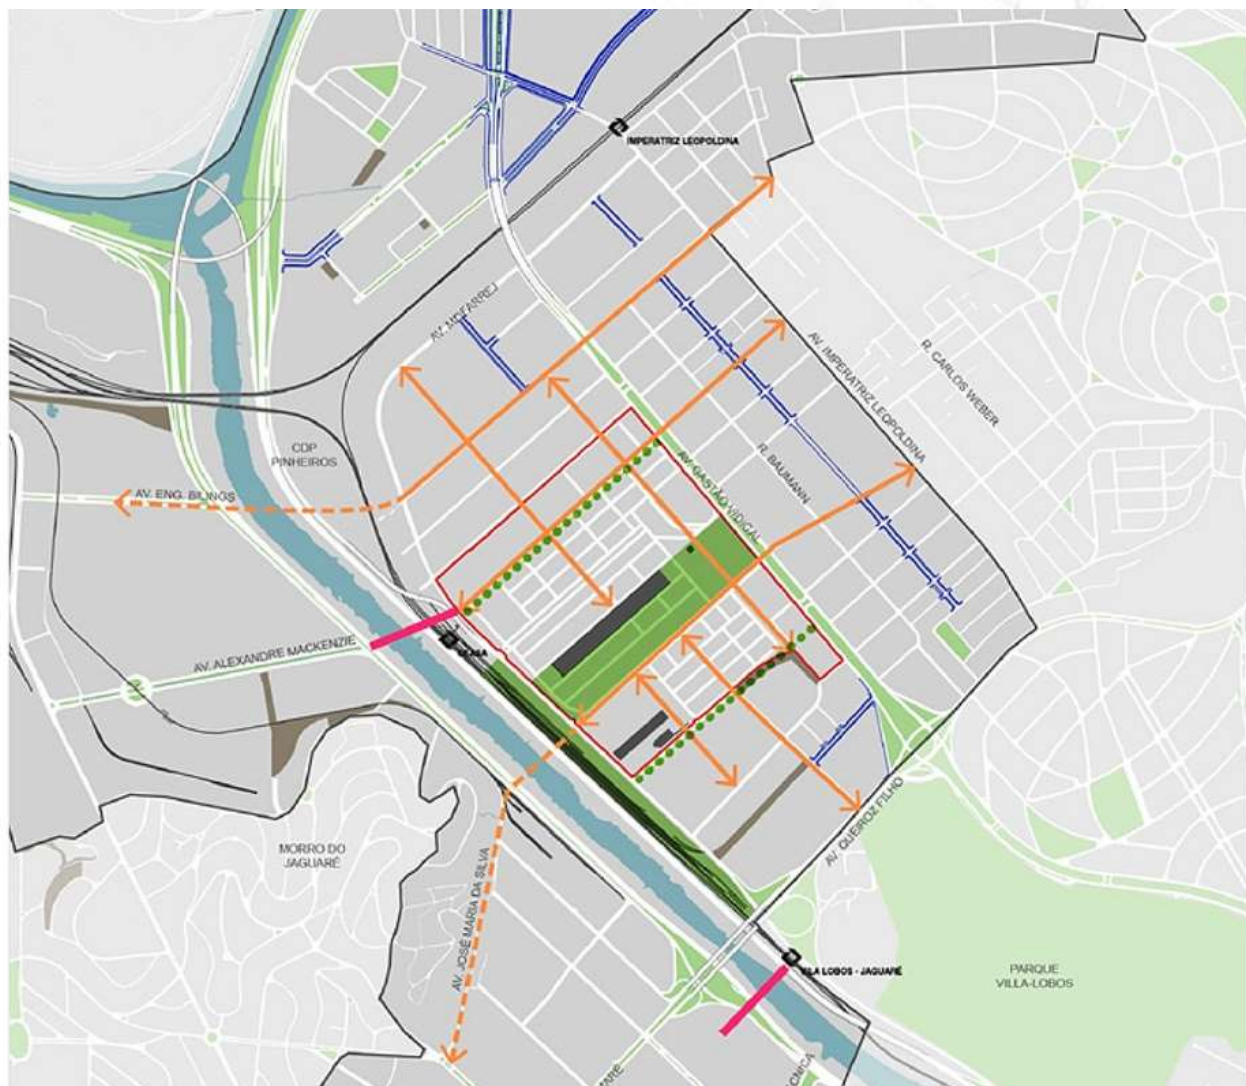 IMPERATRIZ LEOPOLDINA
AV. MOFARREJ
AV. IMPERATRIZ LEOPOLDINA
R. CARLOS WEBER
CDP
PINHEIROS
AV. GASTÃO VIDIGAL
R. BAUMANN
AV. ENG. BILINGS
AV. ALEXANDRE MACKENZIE
MORRO DO
JAGUARÉ
AV. JOSÉ MARIA DA SILVA
AV. QUEIROZ FILHO
VILA LOBOS - JAGUARÉ
PARQUE
VILLA-LOBOS